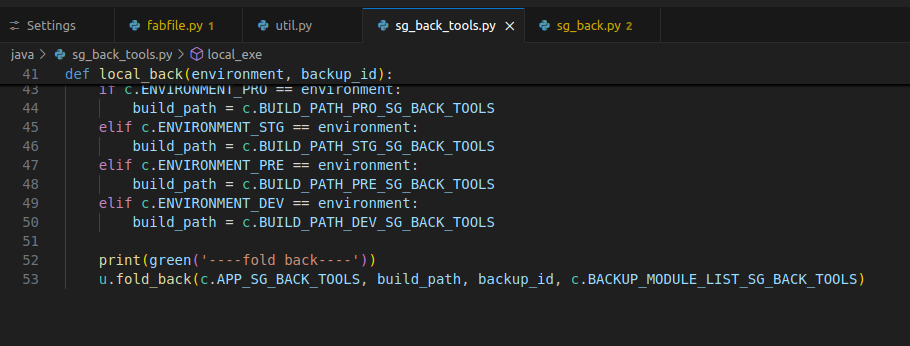 Settings
fabfile.py 1
util.py
sg_back_tools.py
sg_back.py 2
java > sg_back_tools.py > local_exe
41 def local_back(environment, backup_id):
43 if c.ENVIRONMENT_PRO == environment:
44 build_path = c.BUILD_PATH_PRO_SG_BACK_TOOLS
45 elif c.ENVIRONMENT_STG == environment:
46 build_path = c.BUILD_PATH_STG_SG_BACK_TOOLS
47 elif c.ENVIRONMENT_PRE == environment:
48 build_path = c.BUILD_PATH_PRE_SG_BACK_TOOLS
49 elif c.ENVIRONMENT_DEV == environment:
50 build_path = c.BUILD_PATH_DEV_SG_BACK_TOOLS
51
52 print(green('----fold back----'))
53 u.fold_back(c.APP_SG_BACK_TOOLS, build_path, backup_id, c.BACKUP_MODULE_LIST_SG_BACK_TOOLS)